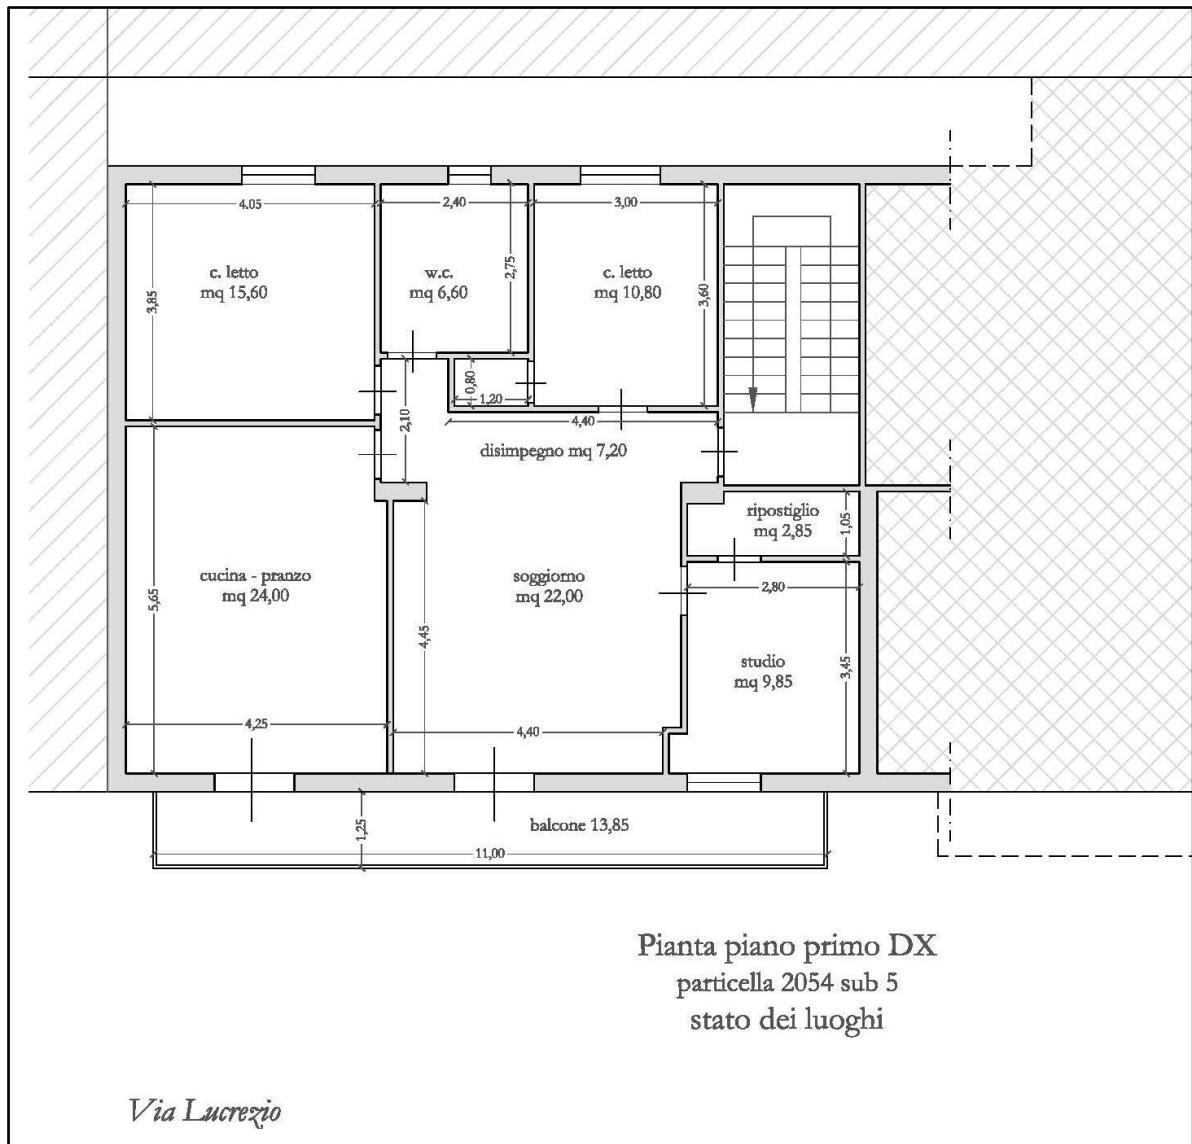 4.05
2,40
3,00
3,85
c. letto
mq 15,60
w.c.
mq 6,60
2,75
c. letto
mq 10,80
3,60
0,80
1,20
2,10
4,40
disimpegno mq 7,20
ripostiglio
mq 2,85
1,05
cucina - pranzo
mq 24,00
5,65
soggiorno
mq 22,00
4,45
2,80
studio
mq 9,85
3,45
4,25
4,40
balcone 13,85
1,25
11,00
Pianta piano primo DX
particella 2054 sub 5
stato dei luoghi
Via Lucrezio